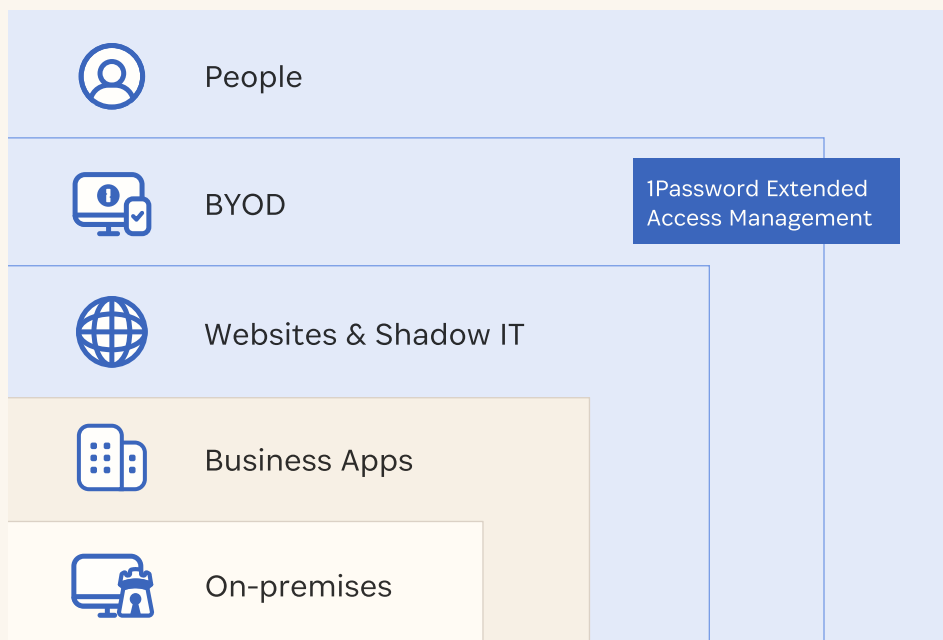 People
BYOD
1Password Extended
Access Management
Websites & Shadow IT
Business Apps
On-premises